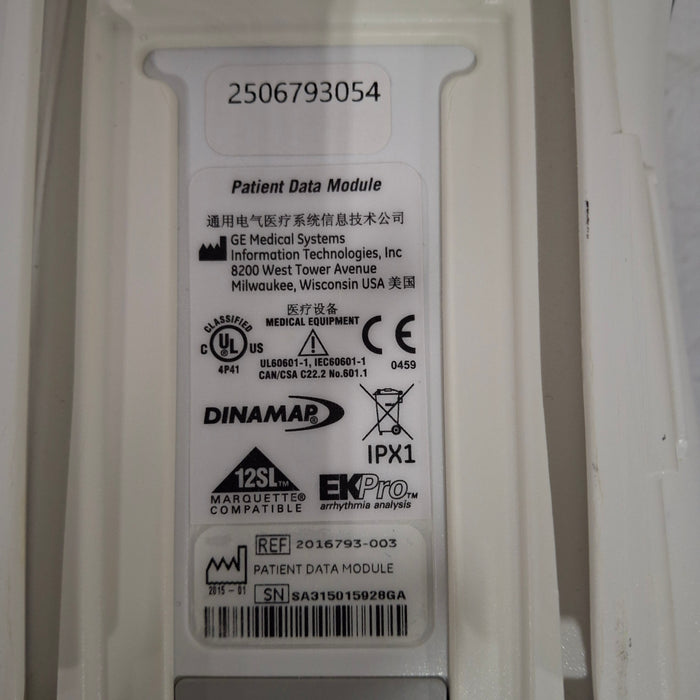 2506793054
Patient Data Module
通用电气医疗系统信息技术公司
GE Medical Systems
Information Technologies, Inc
8200 West Tower Avenue
Milwaukee, Wisconsin USA 美国
医疗设备
MEDICAL EQUIPMENT
CLASSIFIED
C UL US
4P41
UL60601-1, IEC60601-1
CAN/CSA C22.2 No.601.1
CE
0459
DINAMAP®
IPX1
12SL™
MARQUETTE®
COMPATIBLE
EKPro™
arrhythmia analysis
REF 2016793-003
PATIENT DATA MODULE
2015-01
SN SA315015928GA